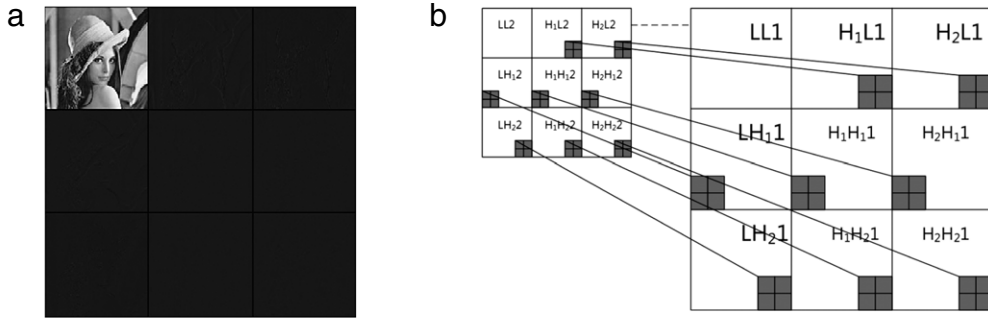 a
b
LL2 H₁L2 H₂L2
LH₁2 H₁H₁2 H₂H₁2
LH₂2 H₁H₂2 H₂H₂2
LL1 H₁L1 H₂L1
LH₁1 H₁H₁1 H₂H₁1
LH₂1 H₁H₂1 H₂H₂1